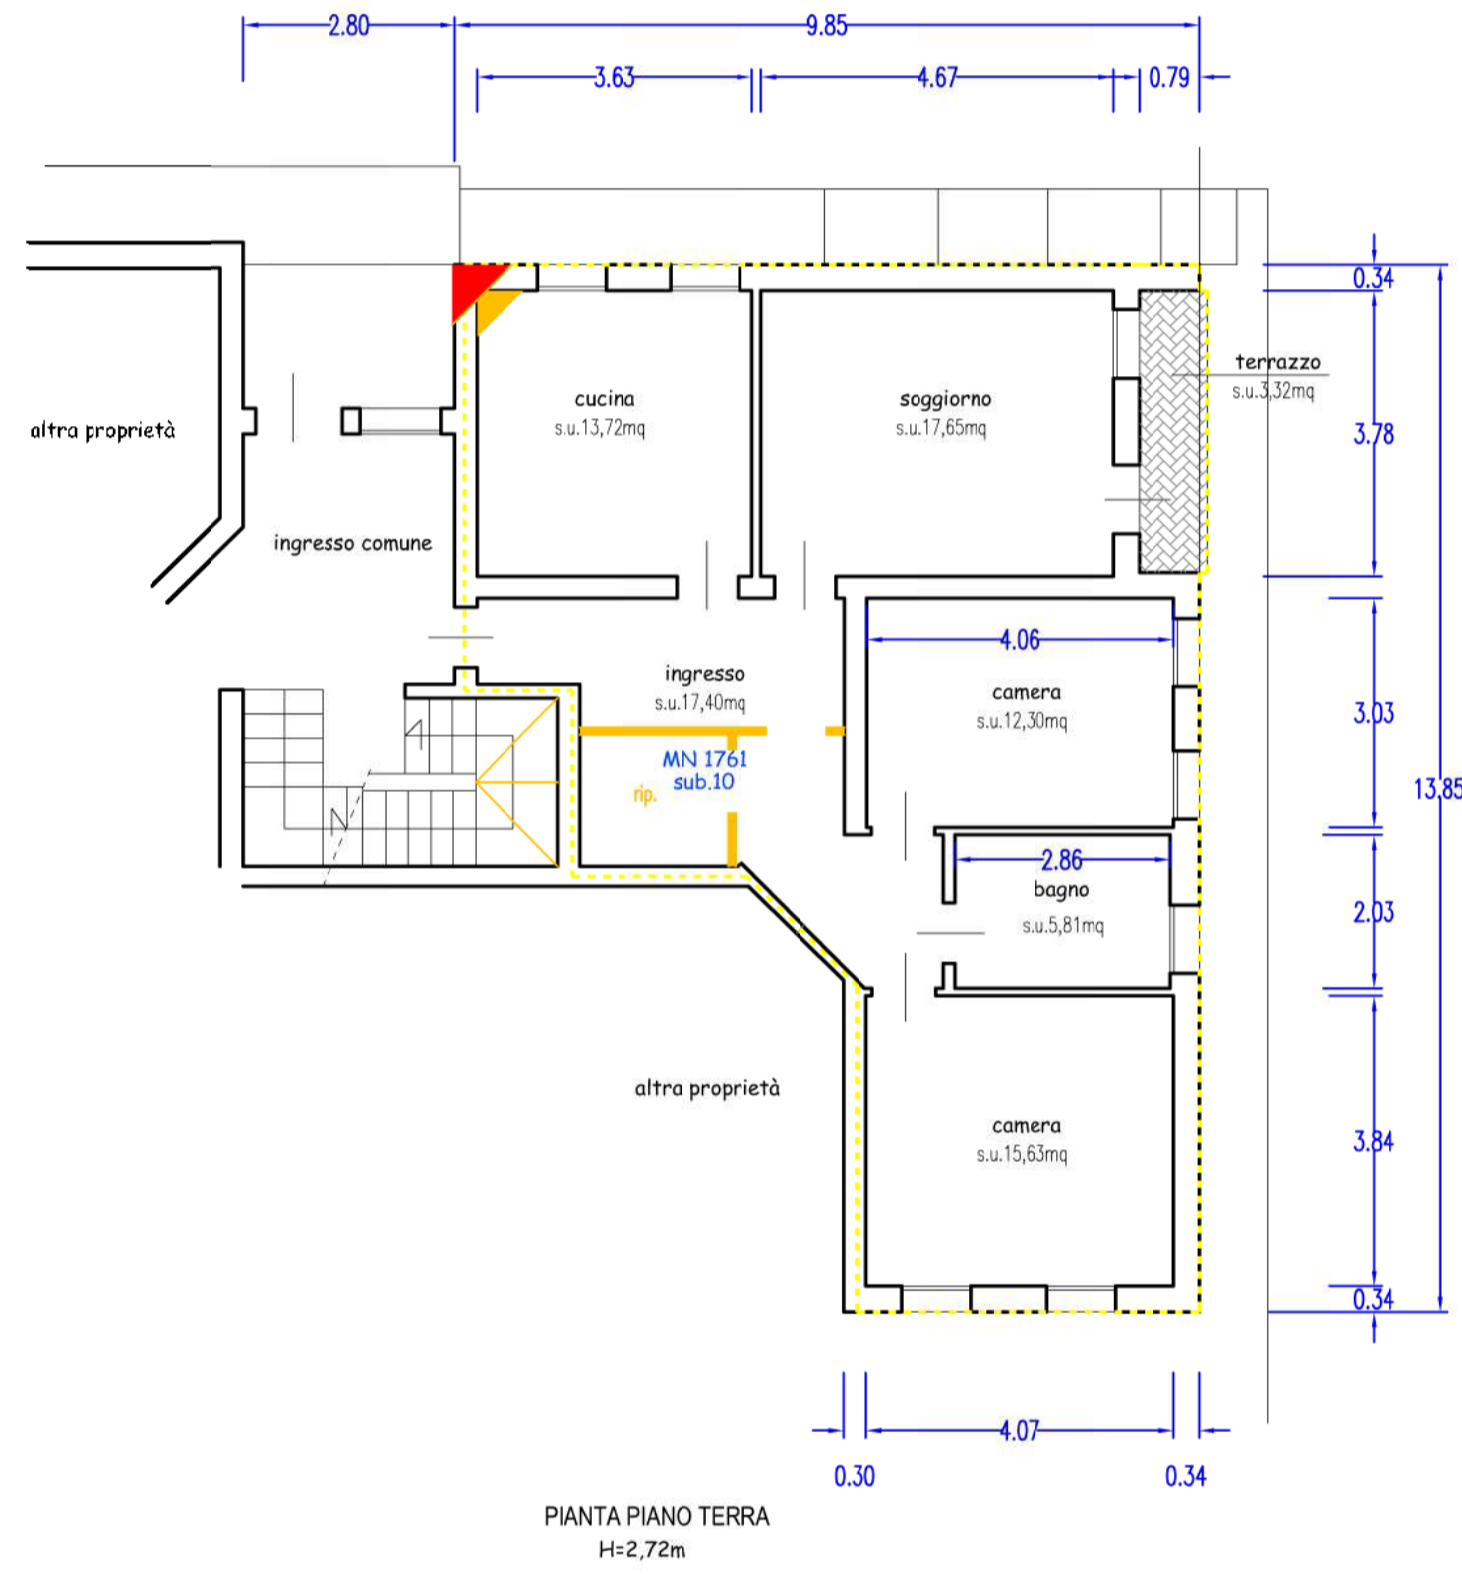 2.80
9.85
3.63
4.67
0.79
0.34
terrazzo
s.u.3,32mq
cucina
s.u.13,72mq
soggiorno
s.u.17,65mq
altra proprietà
3.78
ingresso comune
4.06
ingresso
s.u.17,40mq
camera
s.u.12,30mq
3.03
MN 1761
sub.10
rip.
13.85
2.86
bagno
s.u.5,81mq
2.03
altra proprietà
camera
s.u.15,63mq
3.84
0.34
4.07
0.30
0.34
PIANTA PIANO TERRA
H=2,72m